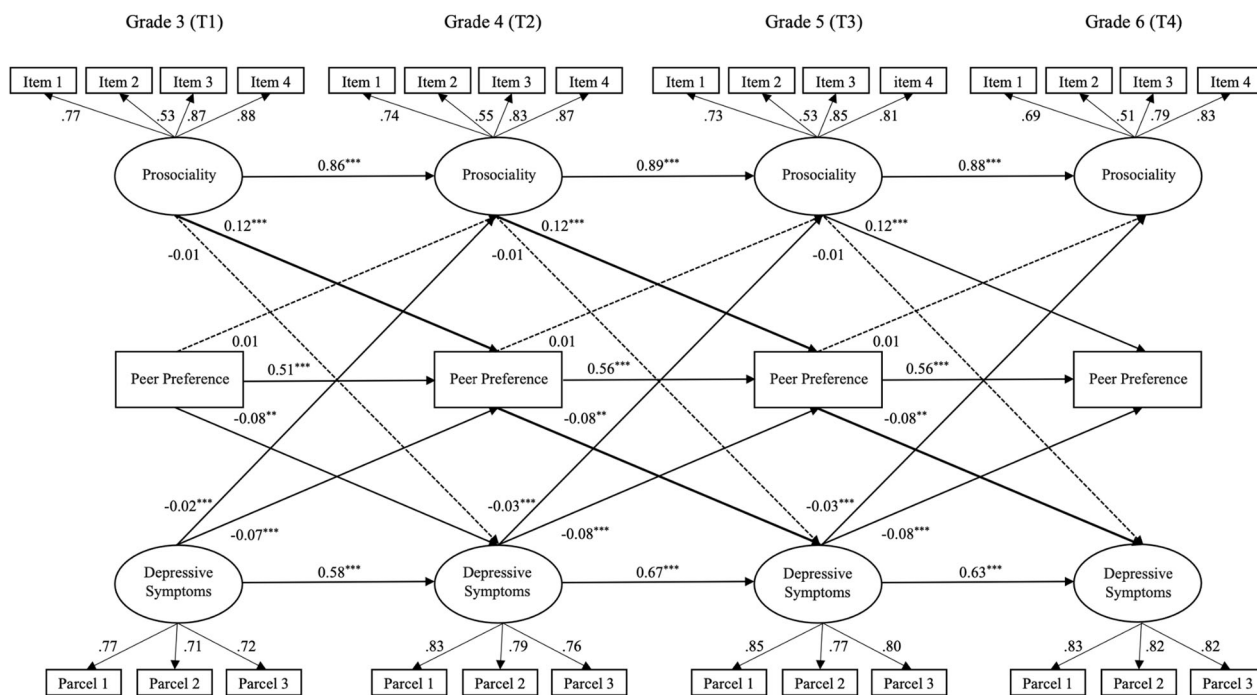 Grade 3 (T1) Grade 4 (T2) Grade 5 (T3) Grade 6 (T4)
Item 1 Item 2 Item 3 Item 4 Item 1 Item 2 Item 3 Item 4 Item 1 Item 2 Item 3 item 4 Item 1 Item 2 Item 3 Item 4
.77 .53 .87 .88 .74 .55 .83 .87 .73 .53 .85 .81 .69 .51 .79 .83
Prosociality 0.86*** Prosociality 0.89*** Prosociality 0.88*** Prosociality
0.12*** 0.12*** 0.12***
-0.01 -0.01 -0.01
0.01 0.01 0.01
Peer Preference 0.51*** Peer Preference 0.56*** Peer Preference 0.56*** Peer Preference
-0.08** -0.08** -0.08**
-0.02*** -0.03*** -0.03***
-0.07*** -0.08*** -0.08***
Depressive Depressive Depressive Depressive
Symptoms 0.58*** Symptoms 0.67*** Symptoms 0.63*** Symptoms
.77 .71 .72 .83 .79 .76 .85 .77 .80 .83 .82 .82
Parcel 1 Parcel 2 Parcel 3 Parcel 1 Parcel 2 Parcel 3 Parcel 1 Parcel 2 Parcel 3 Parcel 1 Parcel 2 Parcel 3